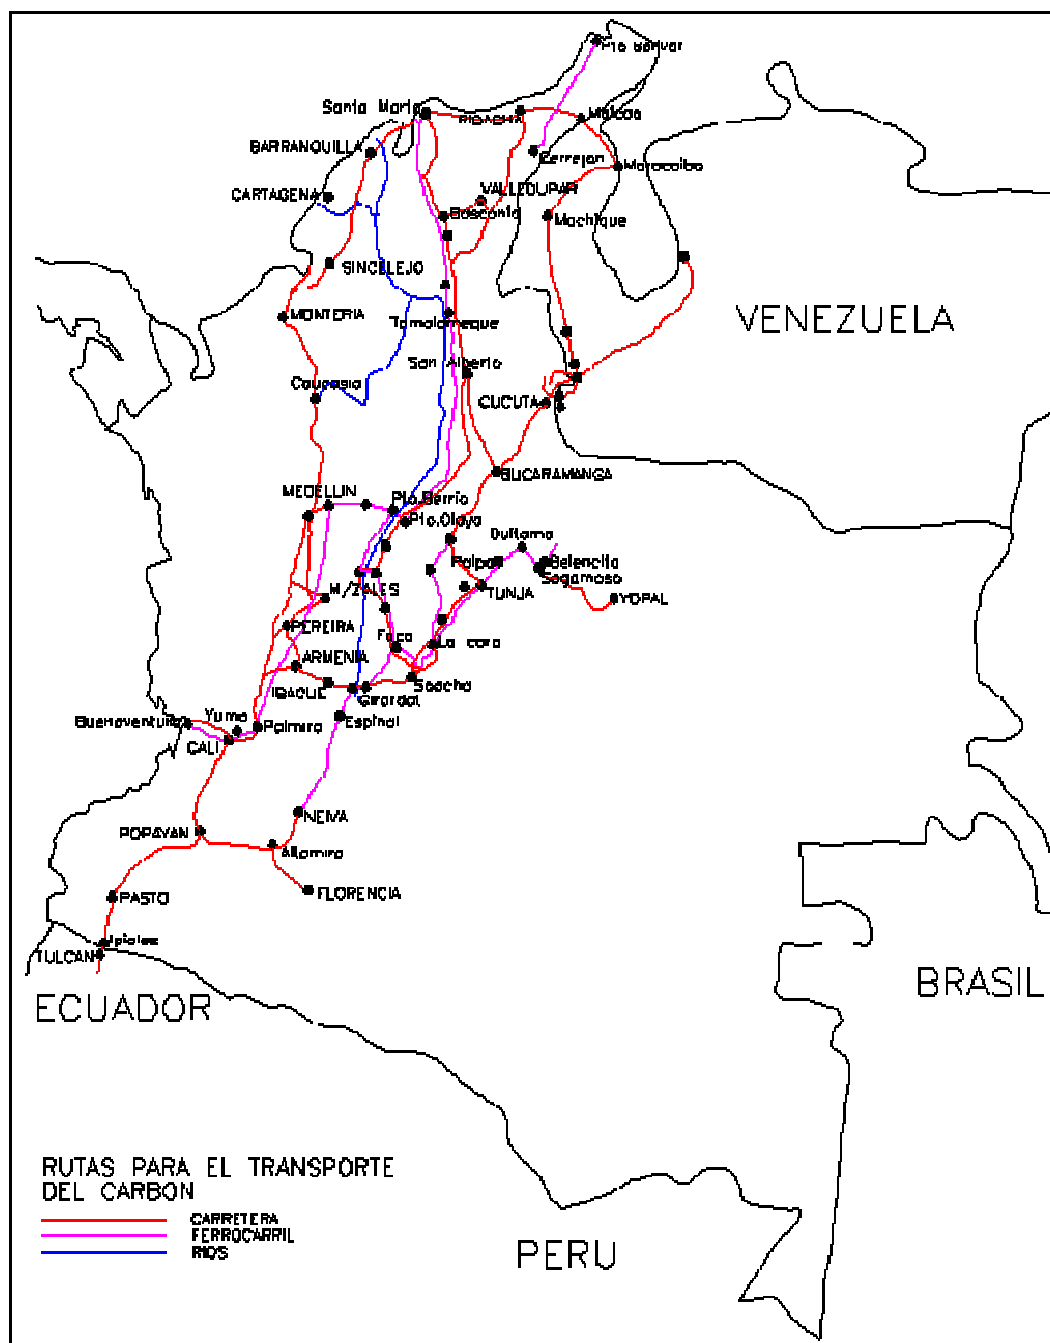 Pto Bolivar
Santa Marta
RIOACHA
Maicao
BARRANQUILLA
Cerrejon
Maracaibo
CARTAGENA
VALLEDUPAR
Bosconia
Machique
SINCELEJO
MONTERIA
Tamalameque
VENEZUELA
San Alberto
Caucasia
CUCUTA
BUCARAMANGA
MEDELLIN
Pto.Berrio
Pto.Olaya
Duitama
Paipa
Belencito
Sogamoso
M/ZALES
TUNJA
YOPAL
PEREIRA
Faca
La caro
ARMENIA
IBAGUE
Soacha
Girardot
Buenaventura
Yumo
Palmira
Espinal
CALI
NEIVA
POPAYAN
Altamira
PASTO
FLORENCIA
Ipiales
TULCAN
ECUADOR
BRASIL
RUTAS PARA EL TRANSPORTE
DEL CARBON
CARRETERA
FERROCARRIL
RIOS
PERU